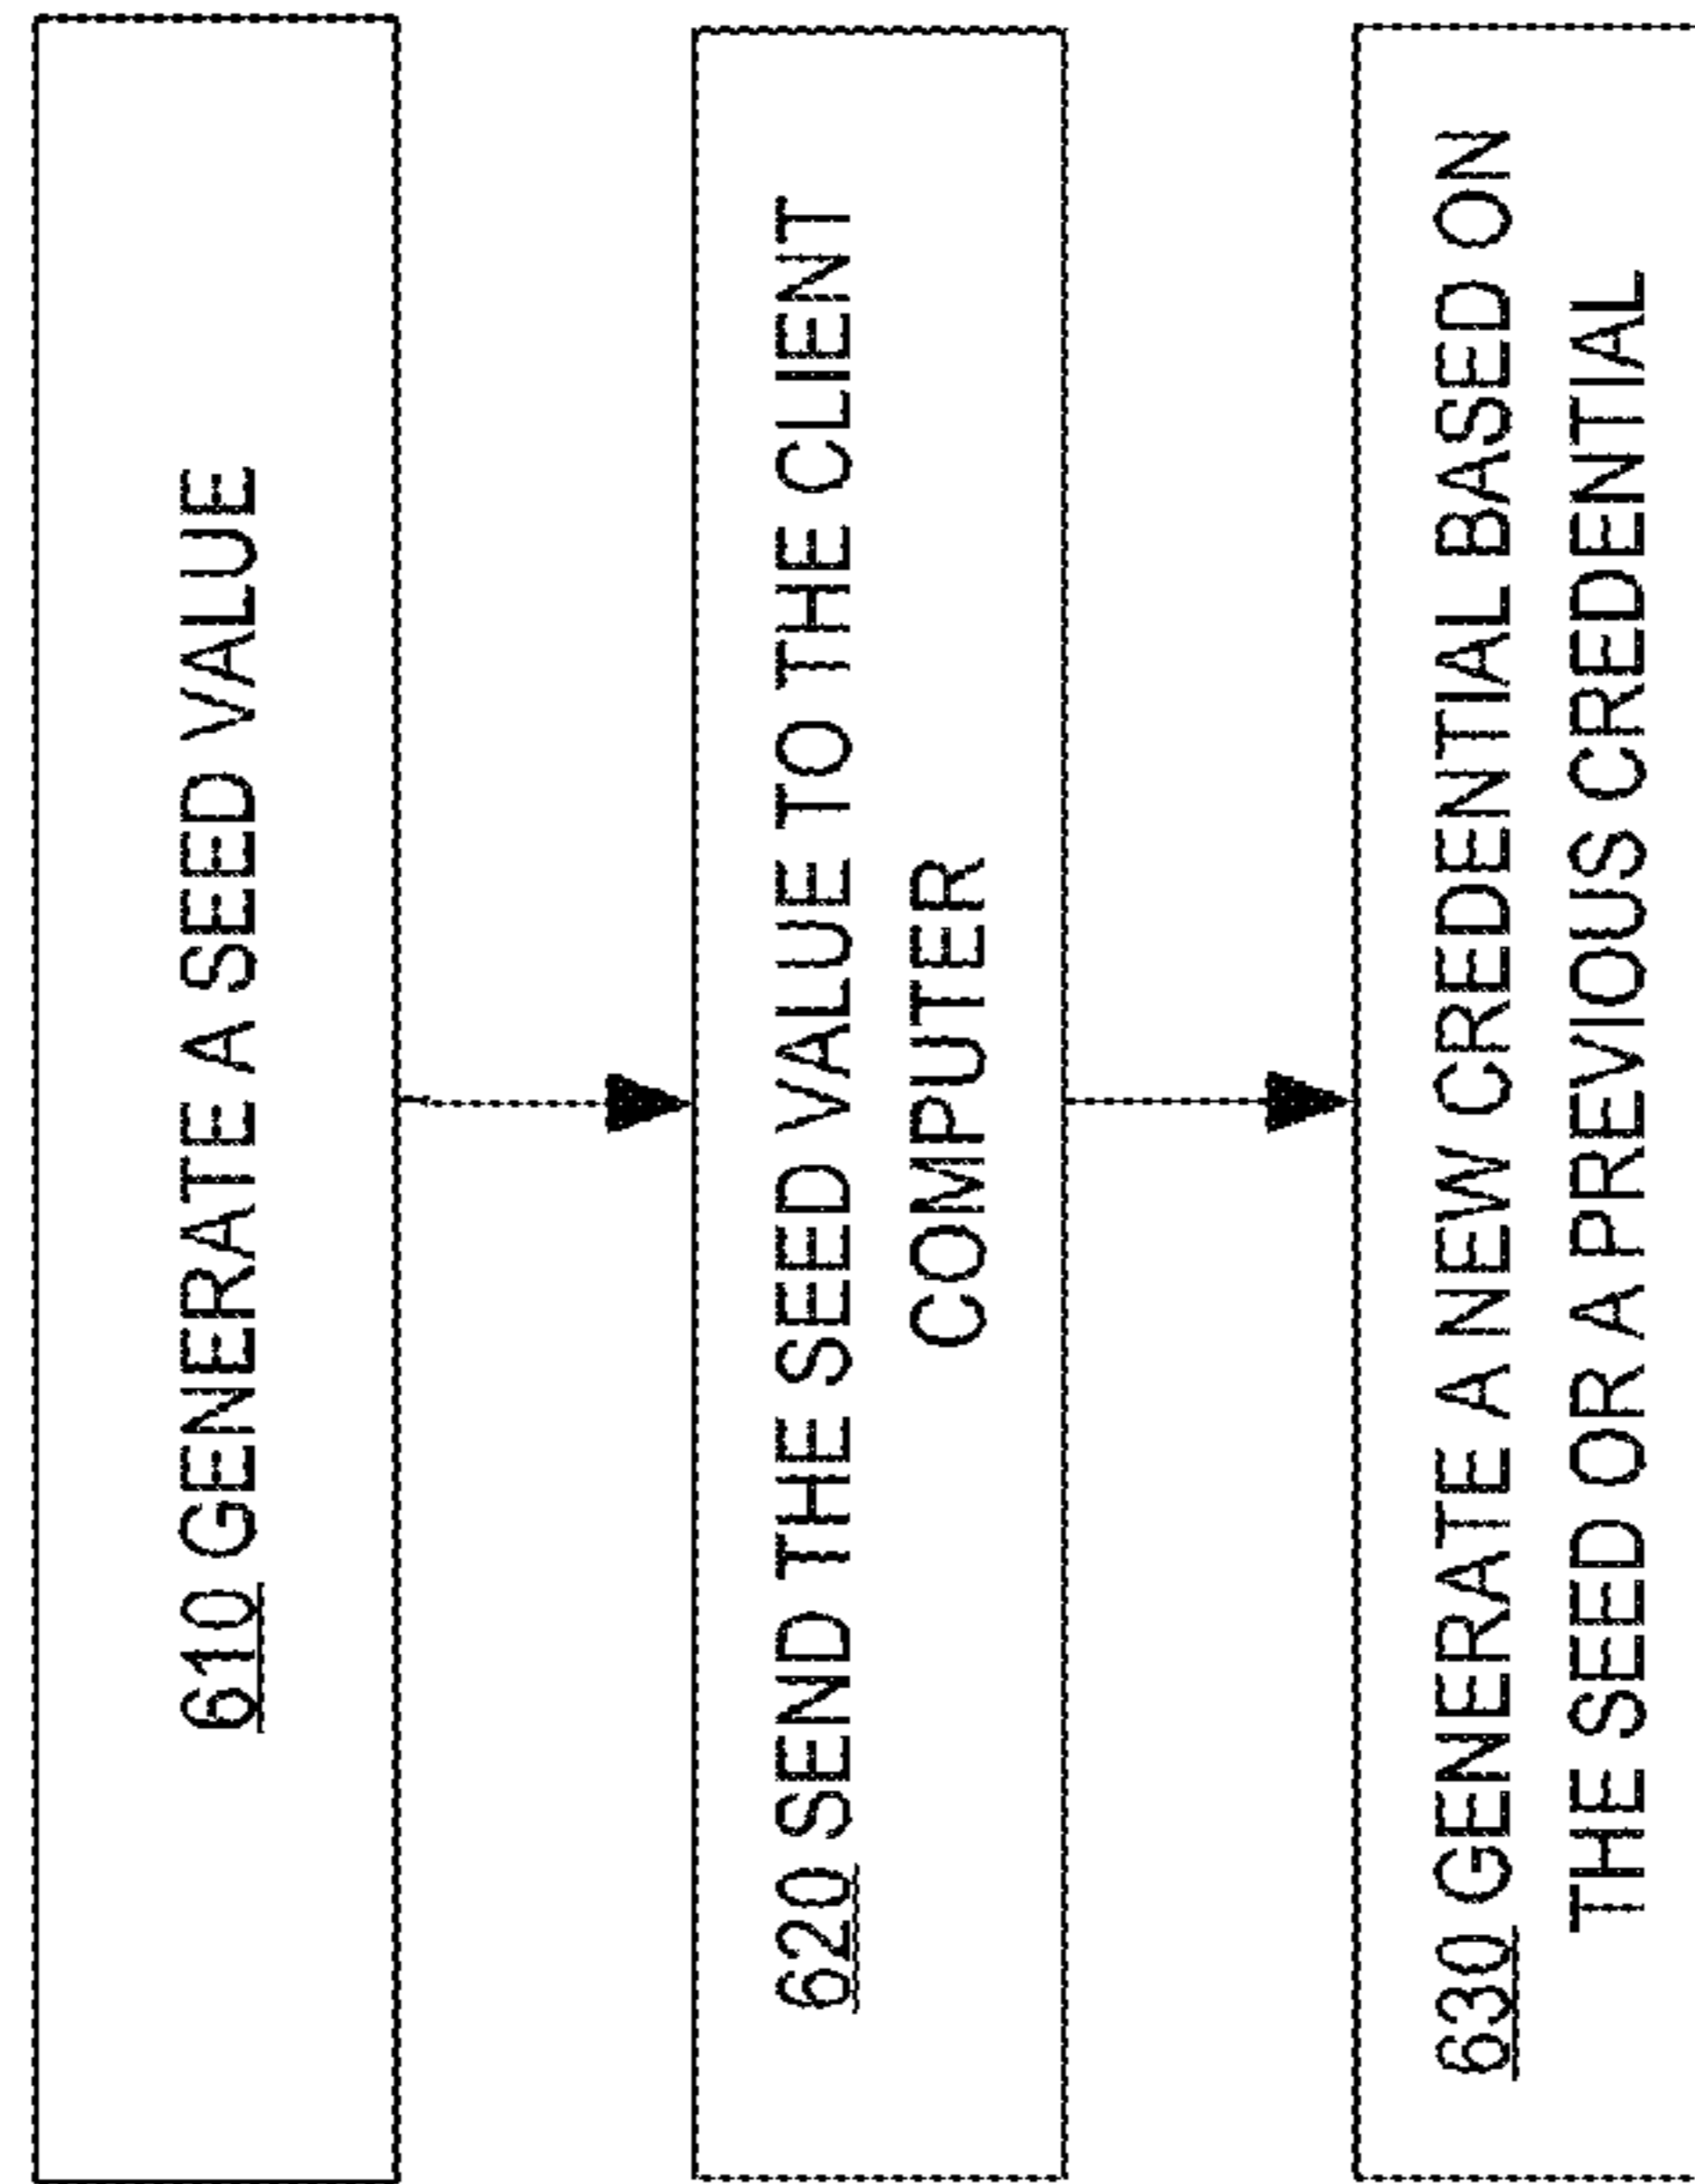 610 GENERATE A SEED VALUE
620 SEND THE SEED VALUE TO THE CLIENT
COMPUTER
630 GENERATE A NEW CREDENTIAL BASED ON
THE SEED OR A PREVIOUS CREDENTIAL